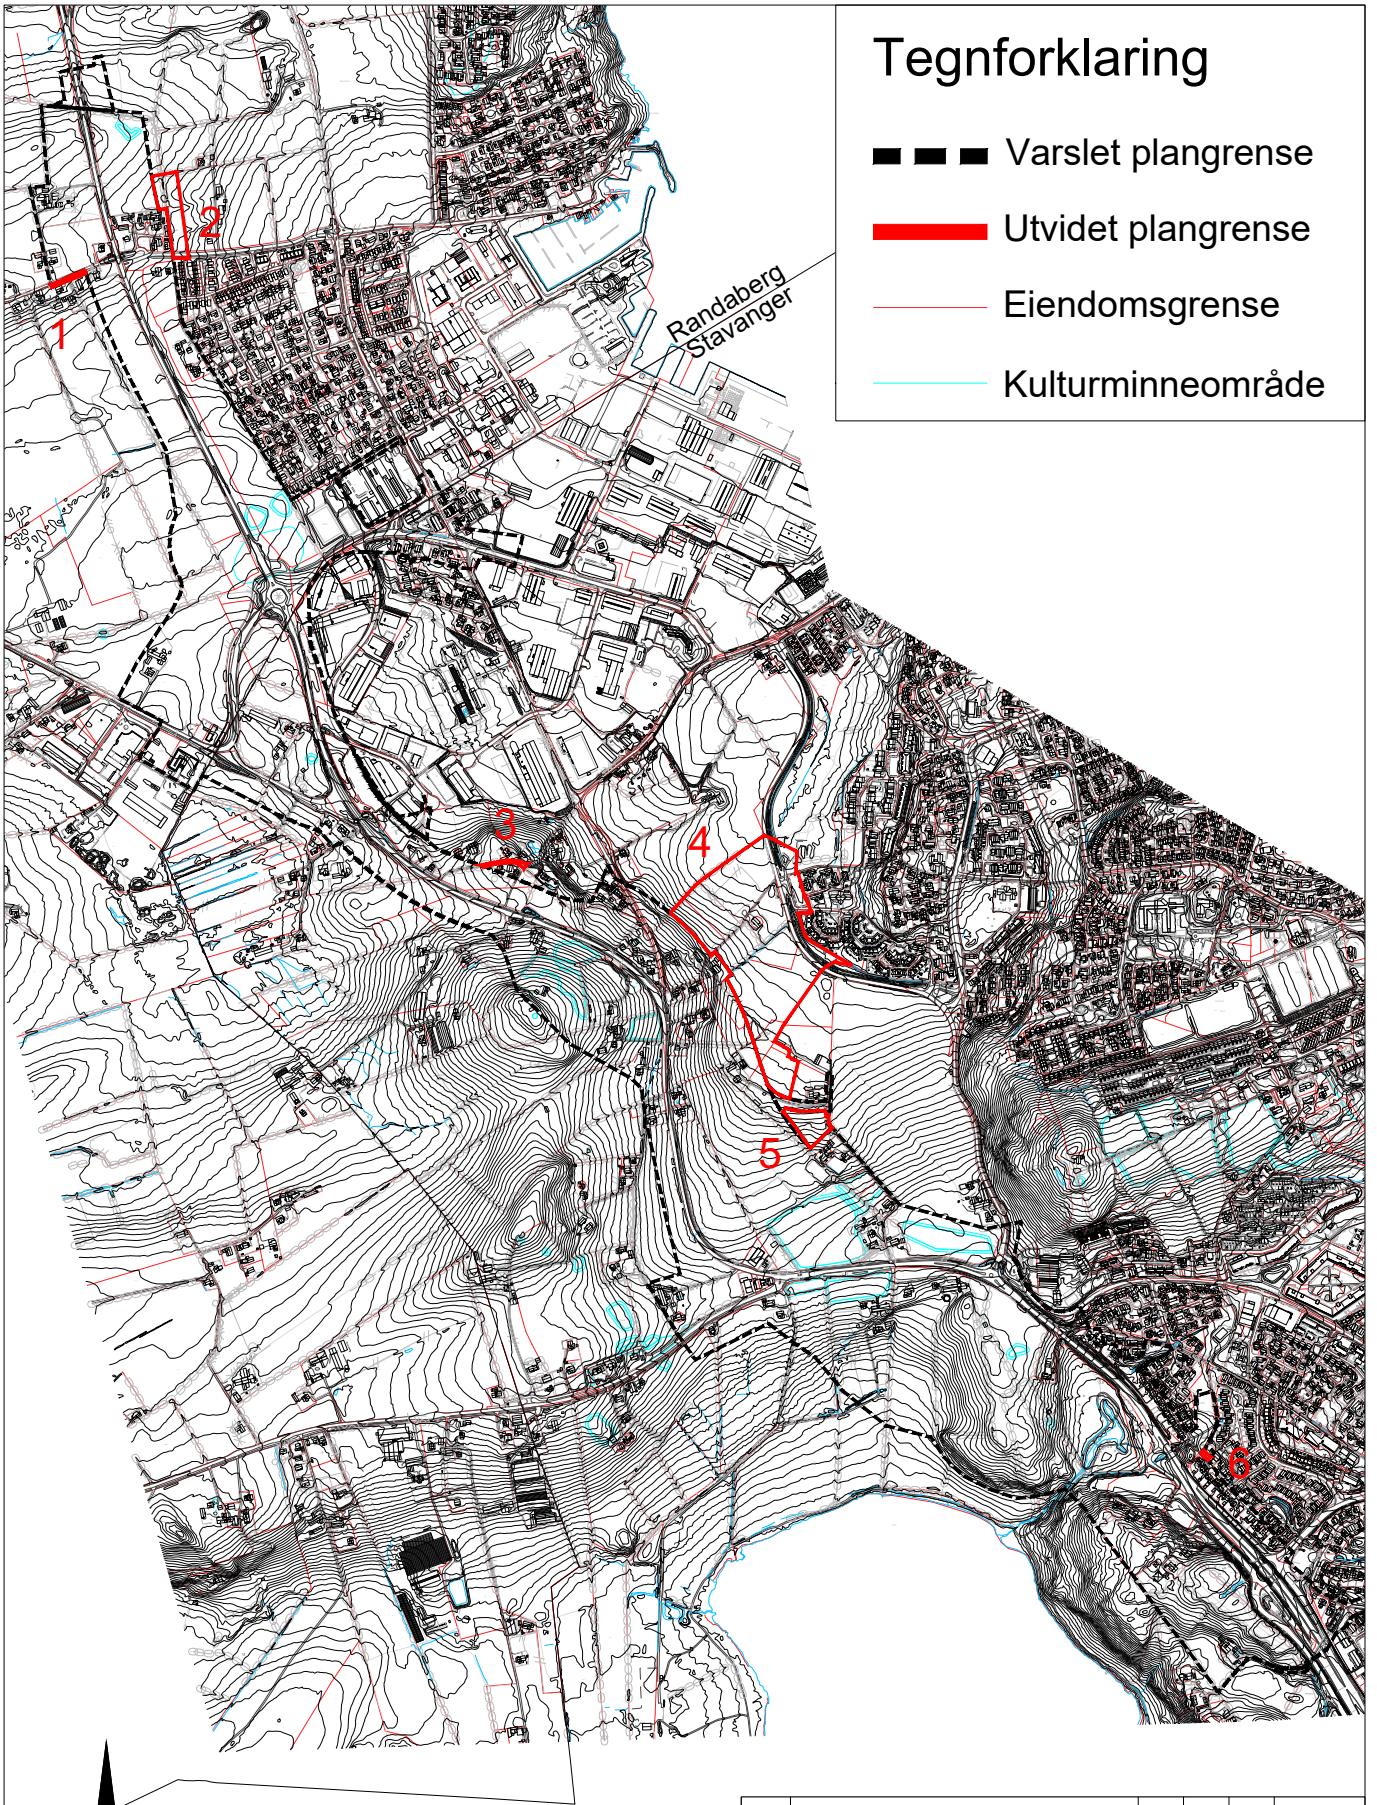 Tegnforklaring
Varslet plangrense
Utvidet plangrense
Eiendomsgrense
Kulturminneområde
Randaberg
Stavanger
1
2
3
4
5
6